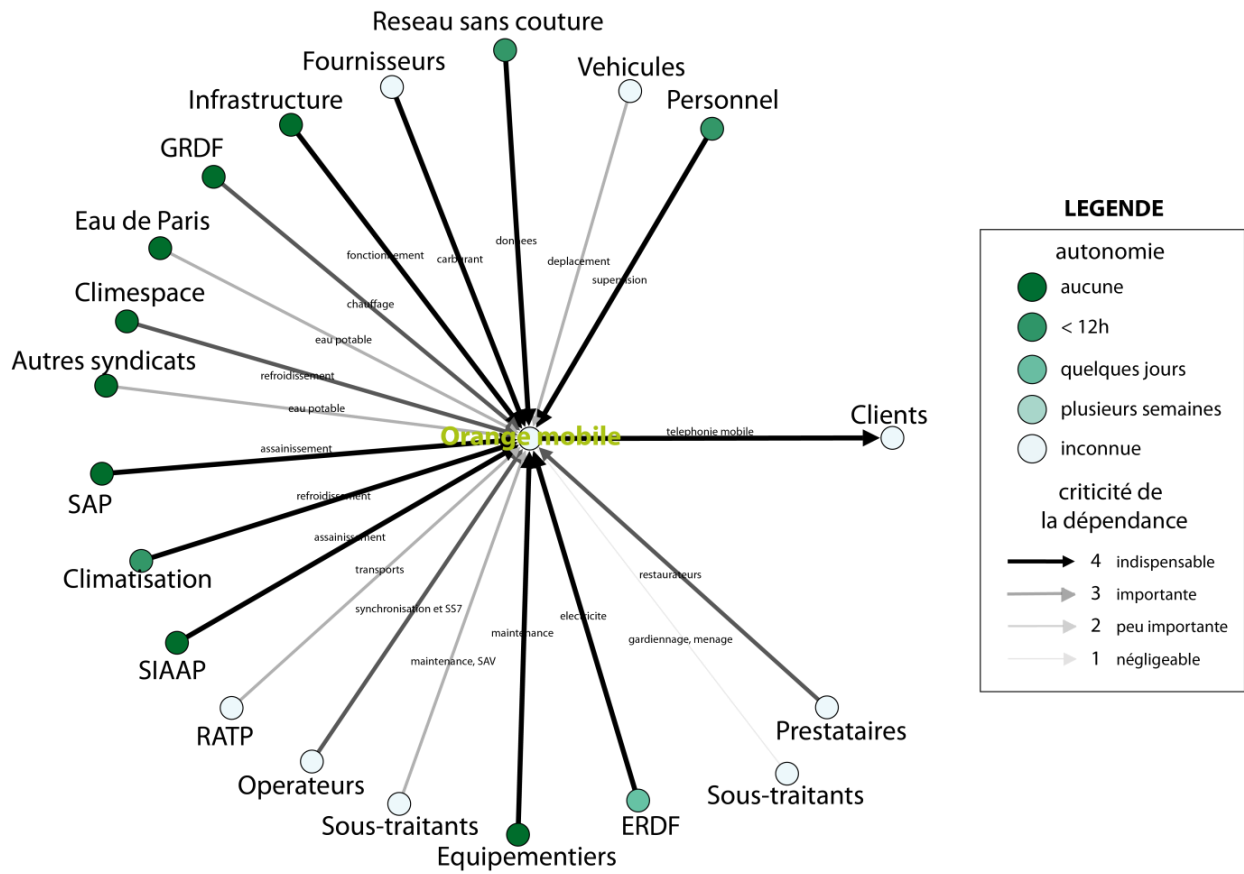 Reseau sans couture
Fournisseurs
Vehicules
Infrastructure
Personnel
GRDF
Eau de Paris
Climespace
Autres syndicats
SAP
Climatisation
SIAAP
RATP
Operateurs
Sous-traitants
Equipementiers
ERDF
Sous-traitants
Prestataires
Clients
Orange mobile
fonctionnement
carburant
donnees
deplacement
supervision
chauffage
eau potable
refroidissement
eau potable
assainissement
telephonie mobile
refroidissement
assainissement
transports
synchronisation et SS7
maintenance, SAV
maintenance
electricite
gardiennage, menage
restaurateurs
LEGENDE
autonomie
aucune
< 12h
quelques jours
plusieurs semaines
inconnue
criticité de
la dépendance
4 indispensable
3 importante
2 peu importante
1 négligeable